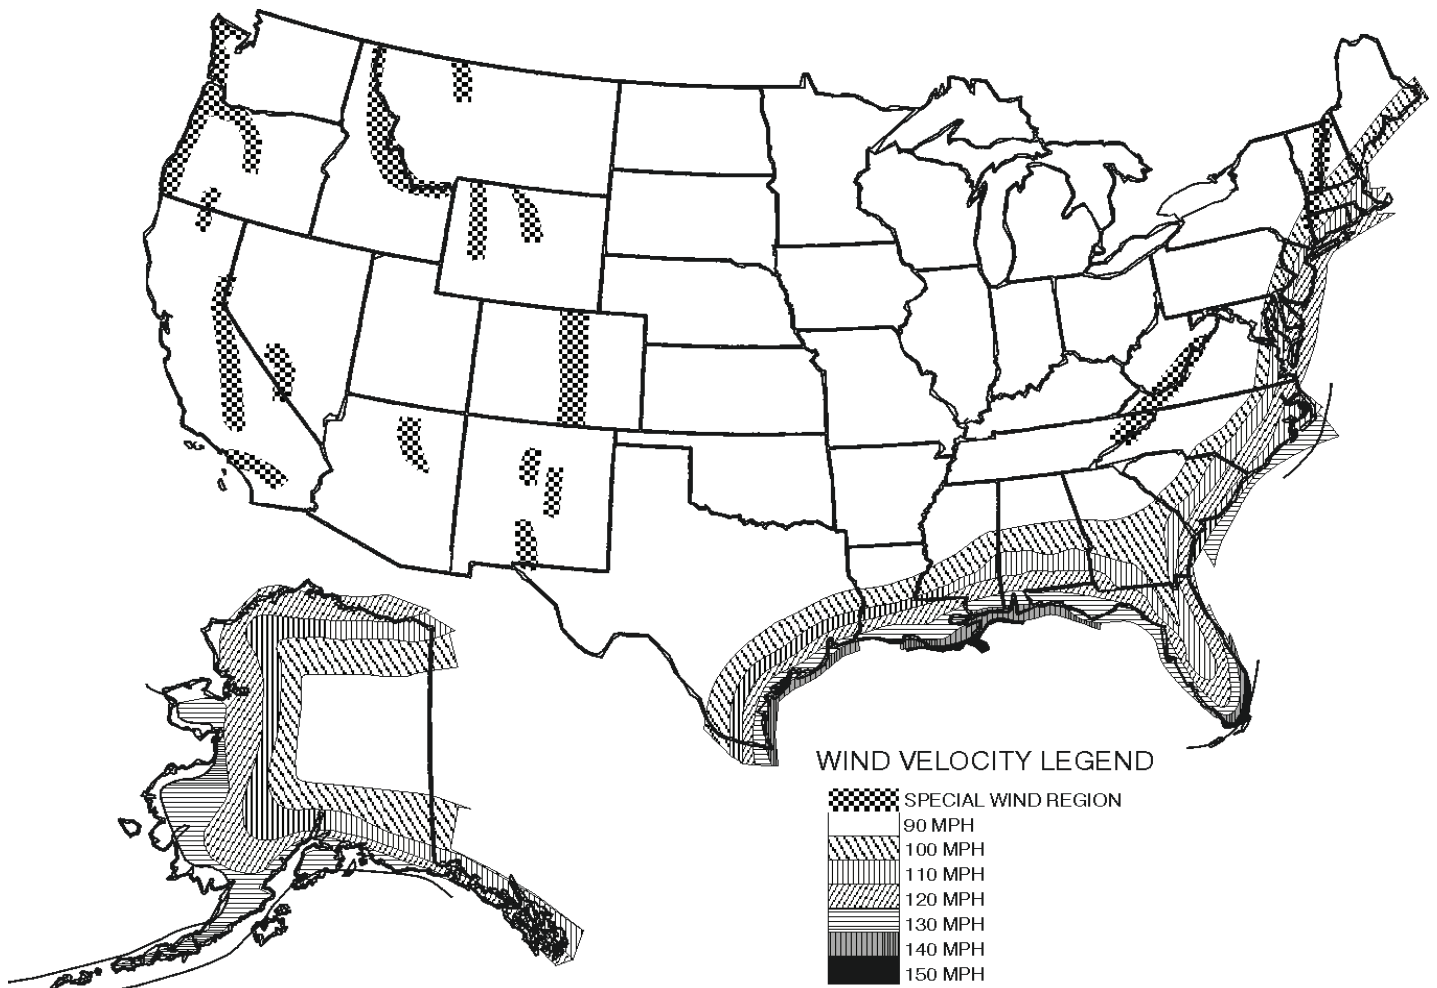 WIND VELOCITY LEGEND
SPECIAL WIND REGION
90 MPH
100 MPH
110 MPH
120 MPH
130 MPH
140 MPH
150 MPH